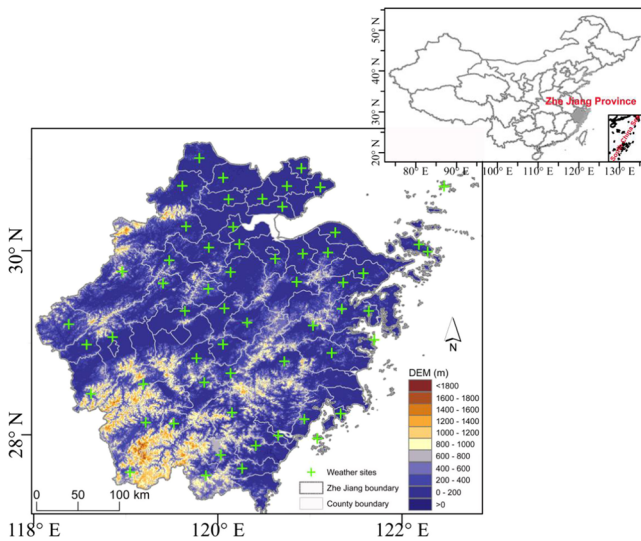 50° N
40° N
30° N
20° N
Zhe Jiang Province
80° E
90° E
100° E
110° E
120° E
130° E
30° N
28° N
N
DEM (m)
<1800
1600 - 1800
1400 - 1600
1200 - 1400
1000 - 1200
800 - 1000
600 - 800
400 - 600
200 - 400
0 - 200
>0
Weather sites
Zhe Jiang boundary
County boundary
0 50 100 km
118° E
120° E
122° E